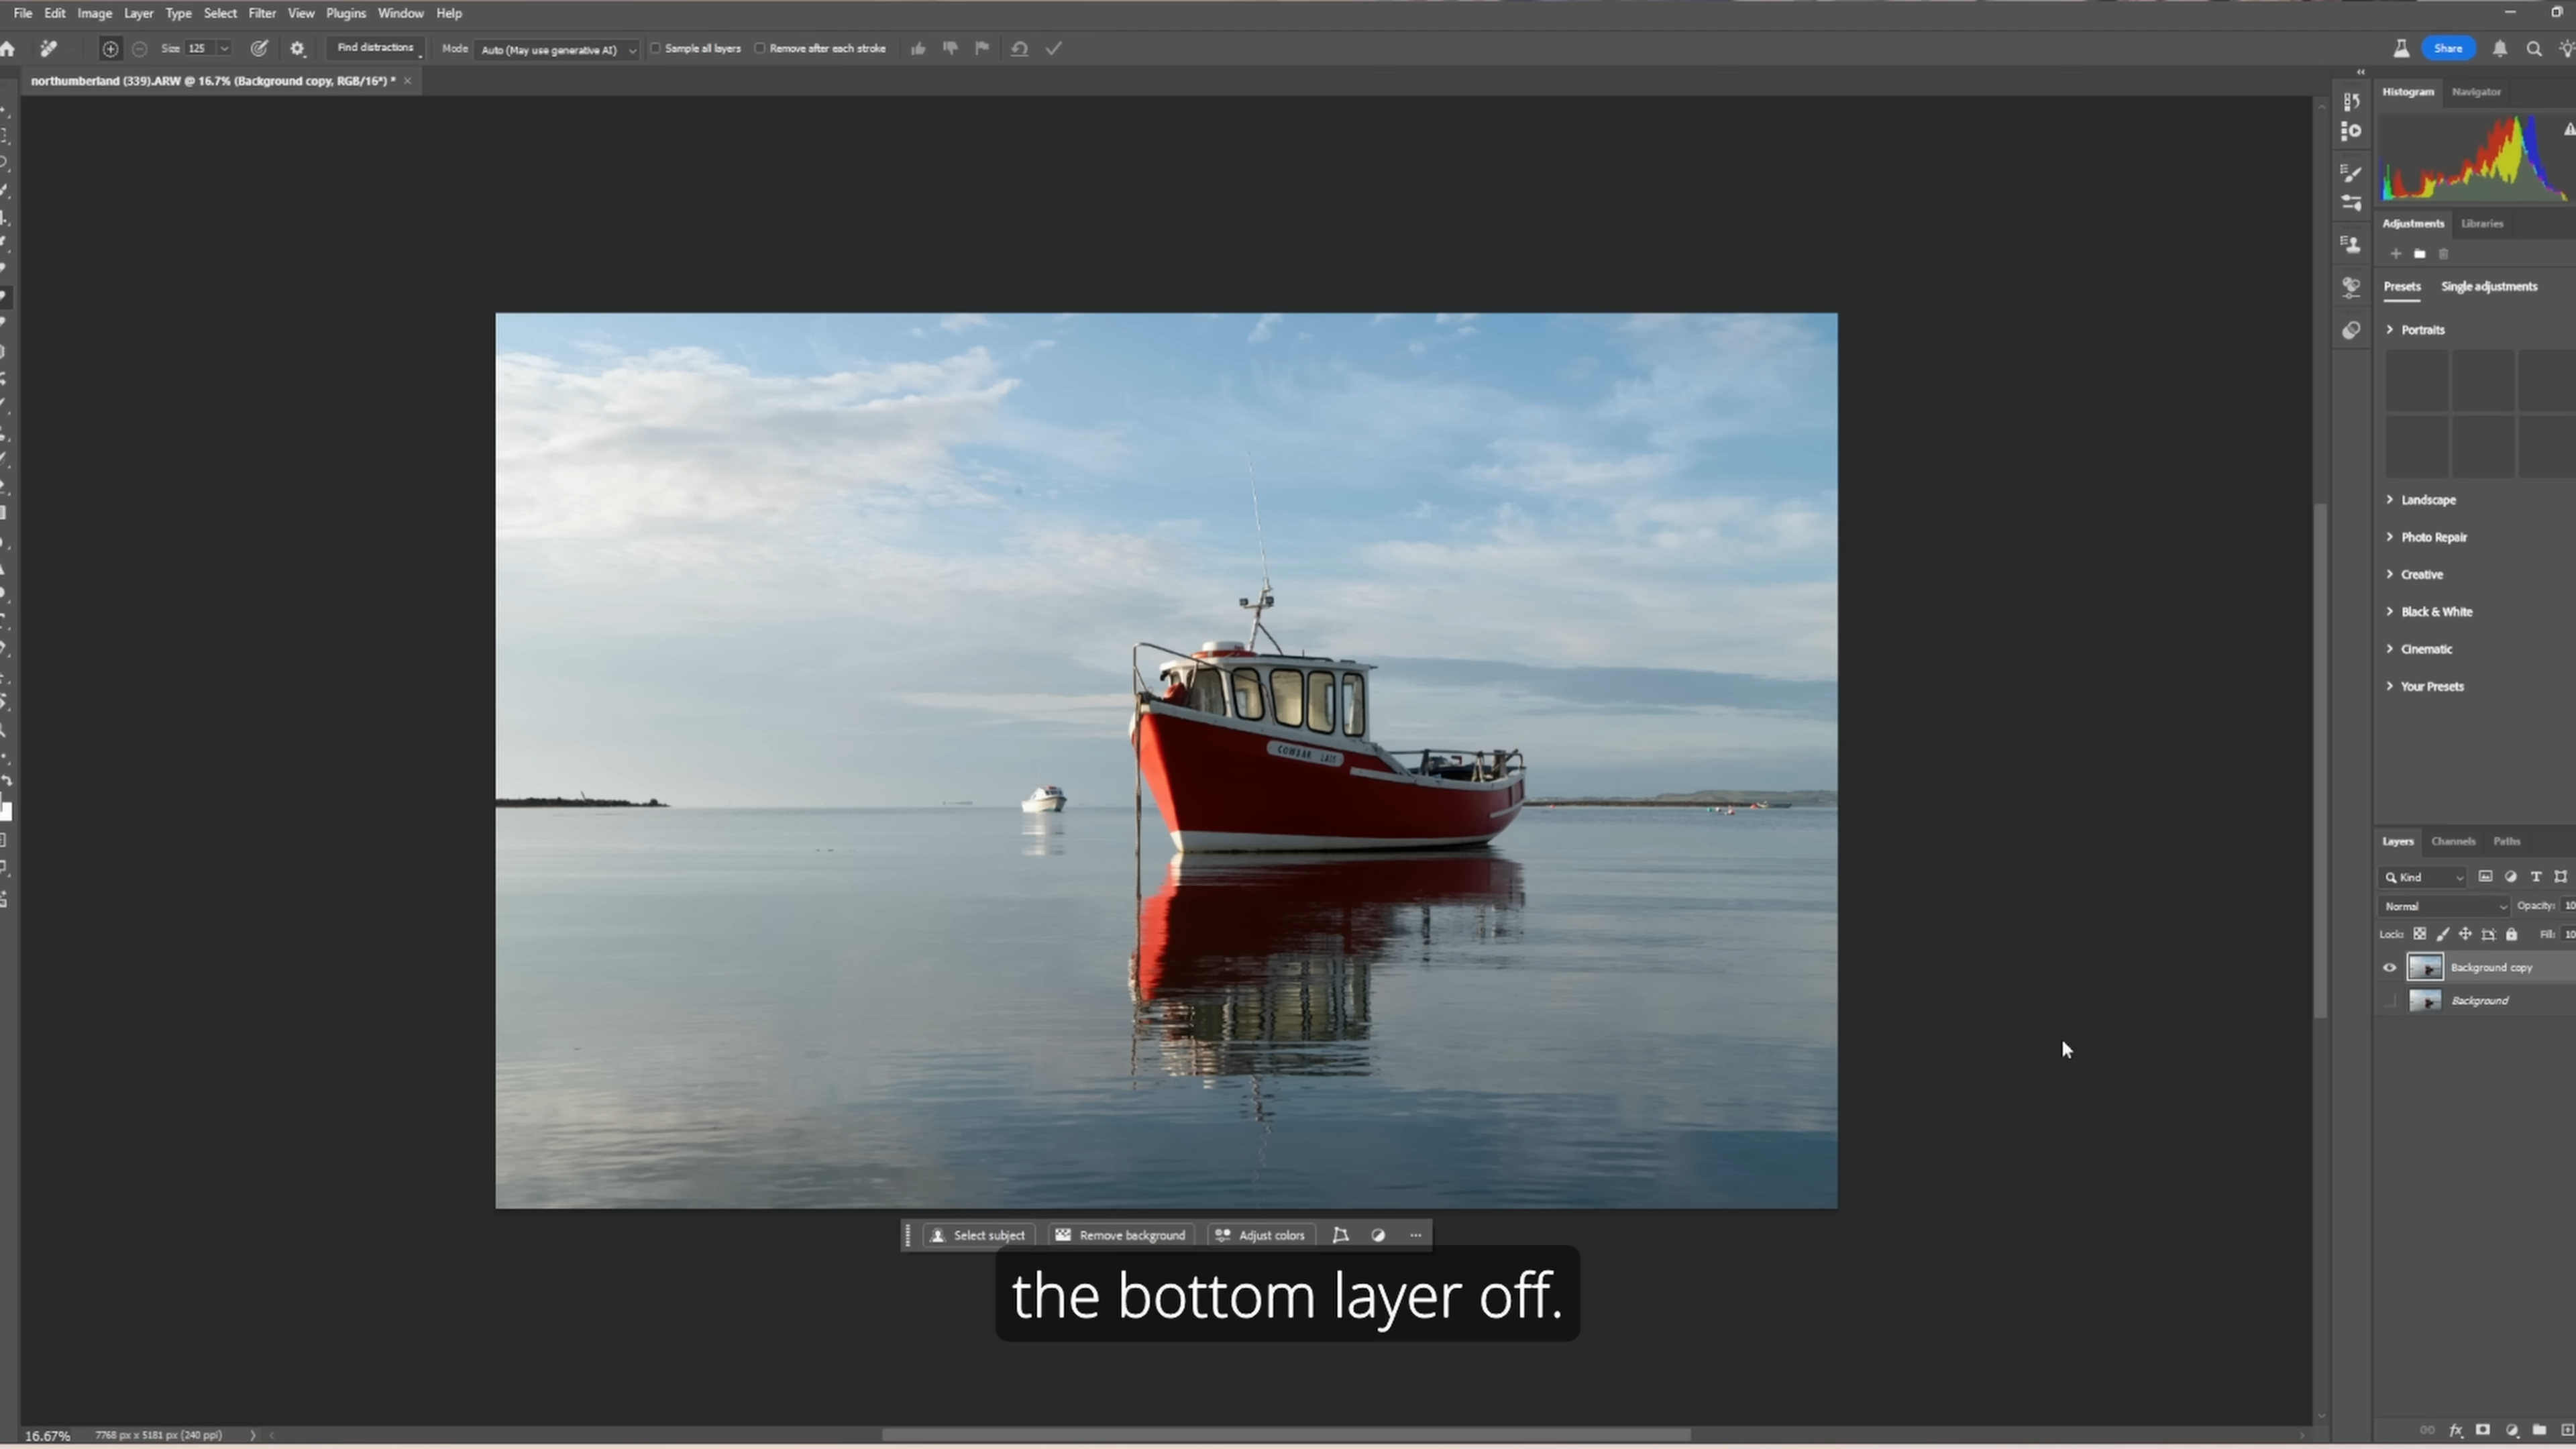 File Edit Image Layer Type Select Filter View Plugins Window Help
Size 125 Find distractions Mode Auto (May use generative AI) Sample all layers Remove after each stroke Share
northumberland (339).ARW @ 16.7% (Background copy, RGB/16*) *
Histogram Navigator
Adjustments Libraries
Presets Single adjustments
Portraits
Landscape
Photo Repair
Creative
Black & White
Cinematic
Your Presets
COWBAR LASS
Layers Channels Paths
Kind
Normal Opacity: 10
Lock: Fill: 10
Background copy
Background
Select subject Remove background Adjust colors
the bottom layer off.
16.67% 7768 px x 5181 px (240 ppi)